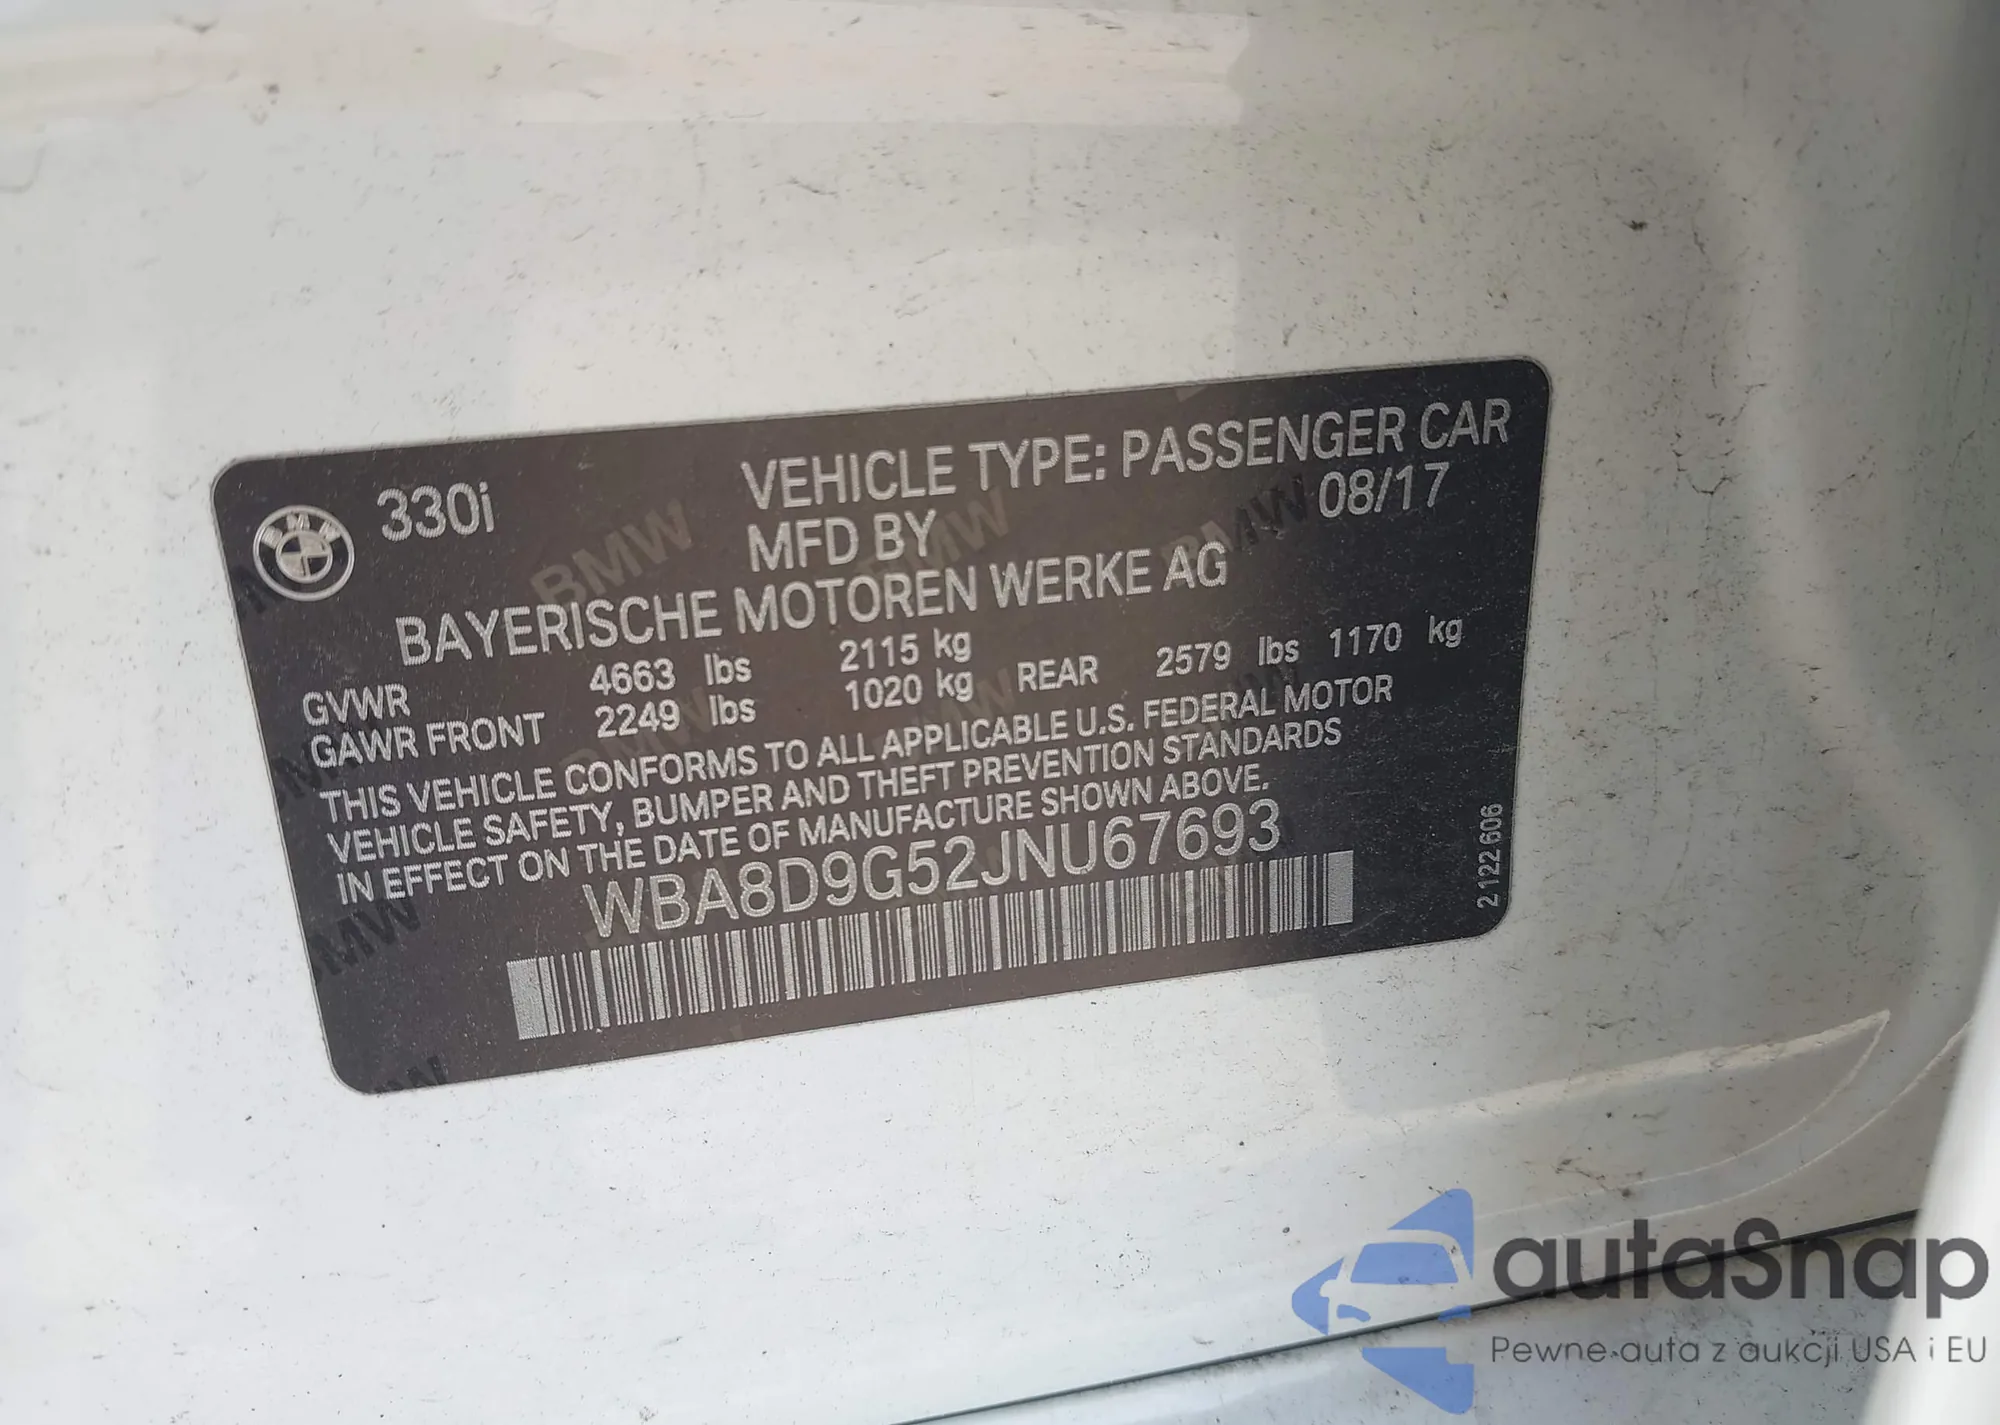 330i
VEHICLE TYPE: PASSENGER CAR
MFD BY 08/17
BAYERISCHE MOTOREN WERKE AG
GVWR 4663 lbs 2115 kg
GAWR FRONT 2249 lbs 1020 kg REAR 2579 lbs 1170 kg
THIS VEHICLE CONFORMS TO ALL APPLICABLE U.S. FEDERAL MOTOR
VEHICLE SAFETY, BUMPER AND THEFT PREVENTION STANDARDS
IN EFFECT ON THE DATE OF MANUFACTURE SHOWN ABOVE.
WBA8D9G52JNU67693
2122606
BMW
autaSnap
Pewne auta z aukcji USA i EU